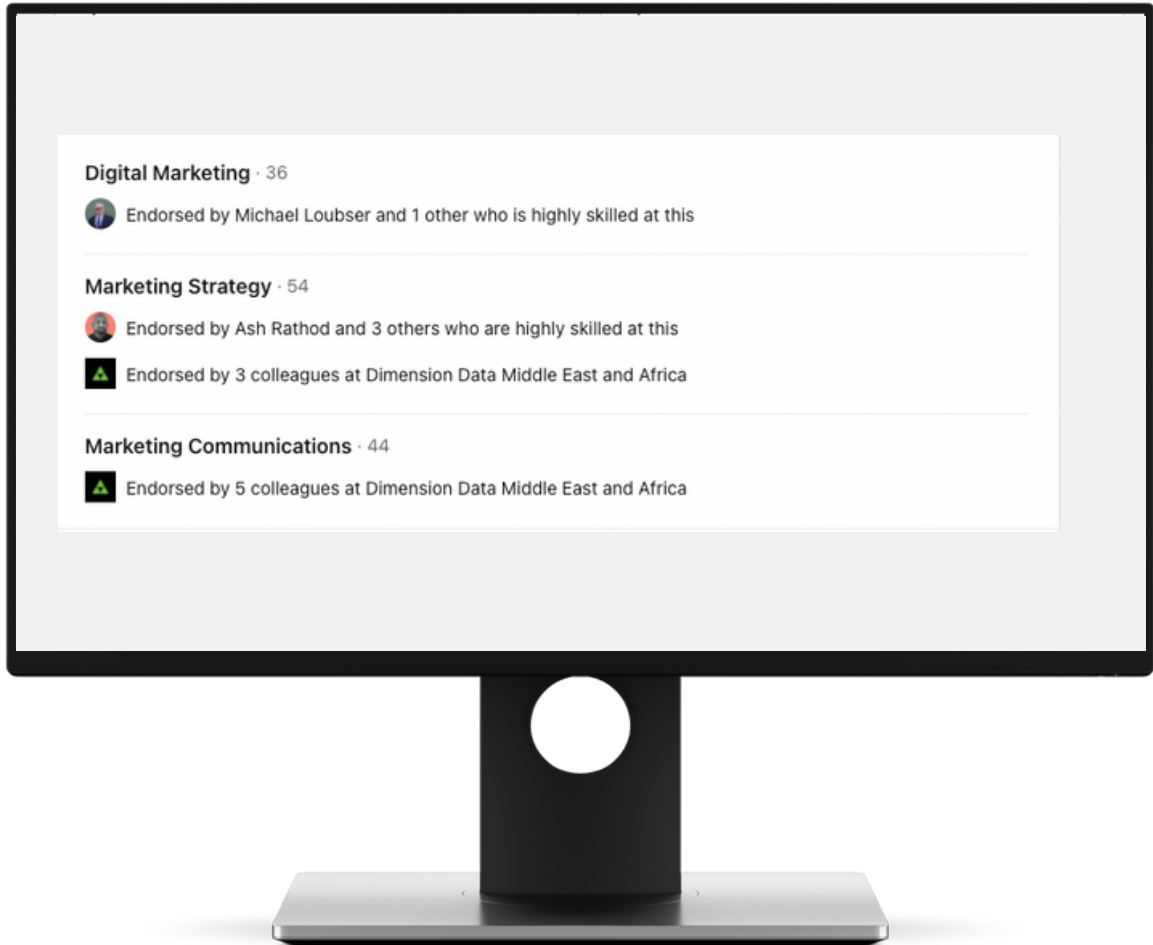 Digital Marketing · 36
Endorsed by Michael Loubser and 1 other who is highly skilled at this
Marketing Strategy · 54
Endorsed by Ash Rathod and 3 others who are highly skilled at this
Endorsed by 3 colleagues at Dimension Data Middle East and Africa
Marketing Communications · 44
Endorsed by 5 colleagues at Dimension Data Middle East and Africa